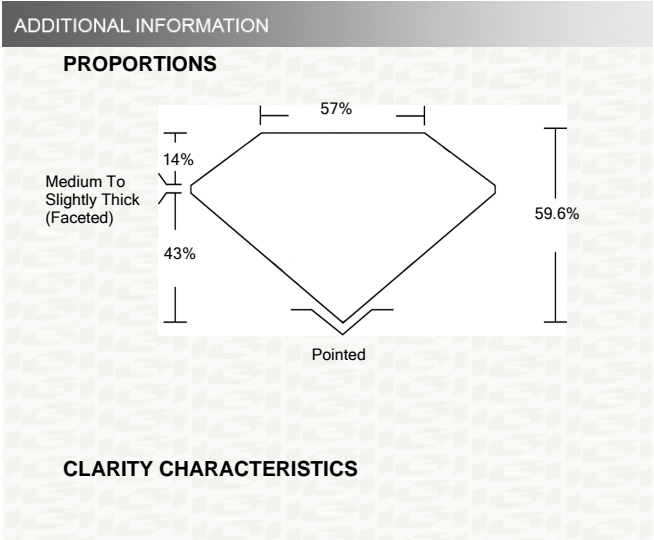 ADDITIONAL INFORMATION
PROPORTIONS
57%
14%
Medium To
Slightly Thick
(Faceted)
59.6%
43%
Pointed
CLARITY CHARACTERISTICS